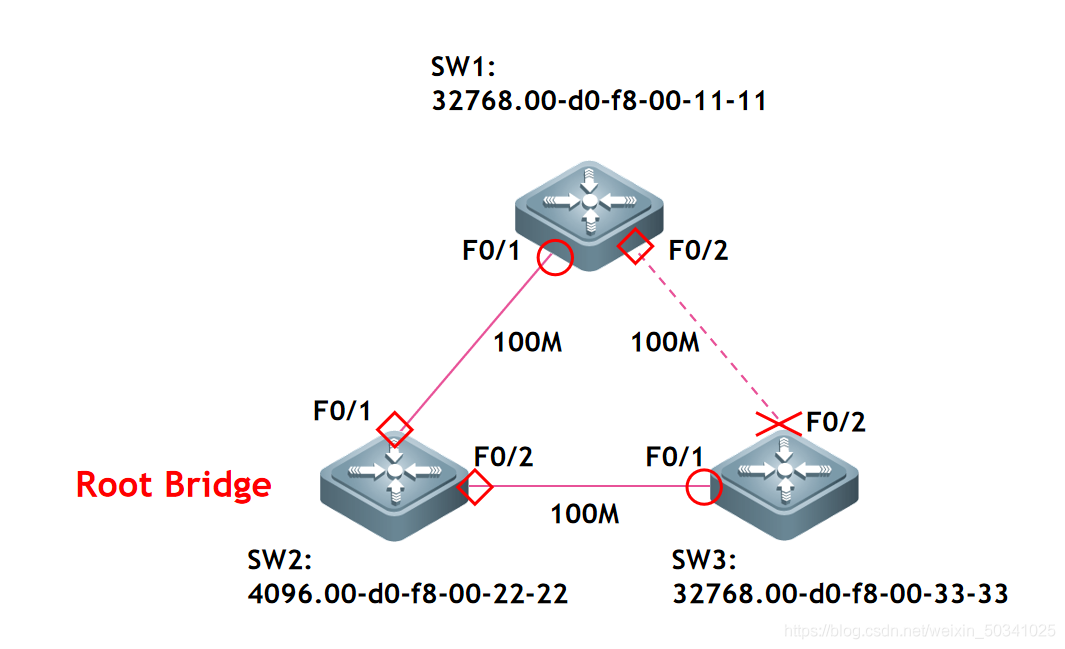 SW1:
32768.00-d0-f8-00-11-11
F0/1
F0/2
100M
100M
F0/1
F0/2
F0/2
F0/1
Root Bridge
100M
SW2:
4096.00-d0-f8-00-22-22
SW3:
32768.00-d0-f8-00-33-33
https://blog.csdn.net/weixin_50341025